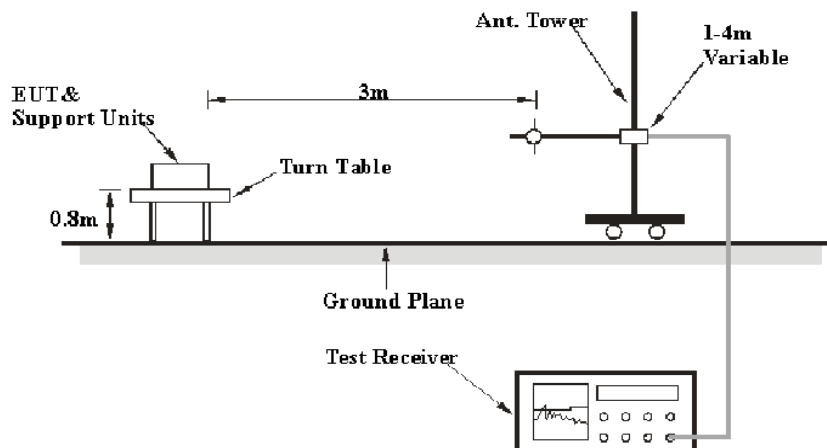 Ant. Tower
1-4m
Variable
3m
EUT&
Support Units
Turn Table
0.8m
Ground Plane
Test Receiver